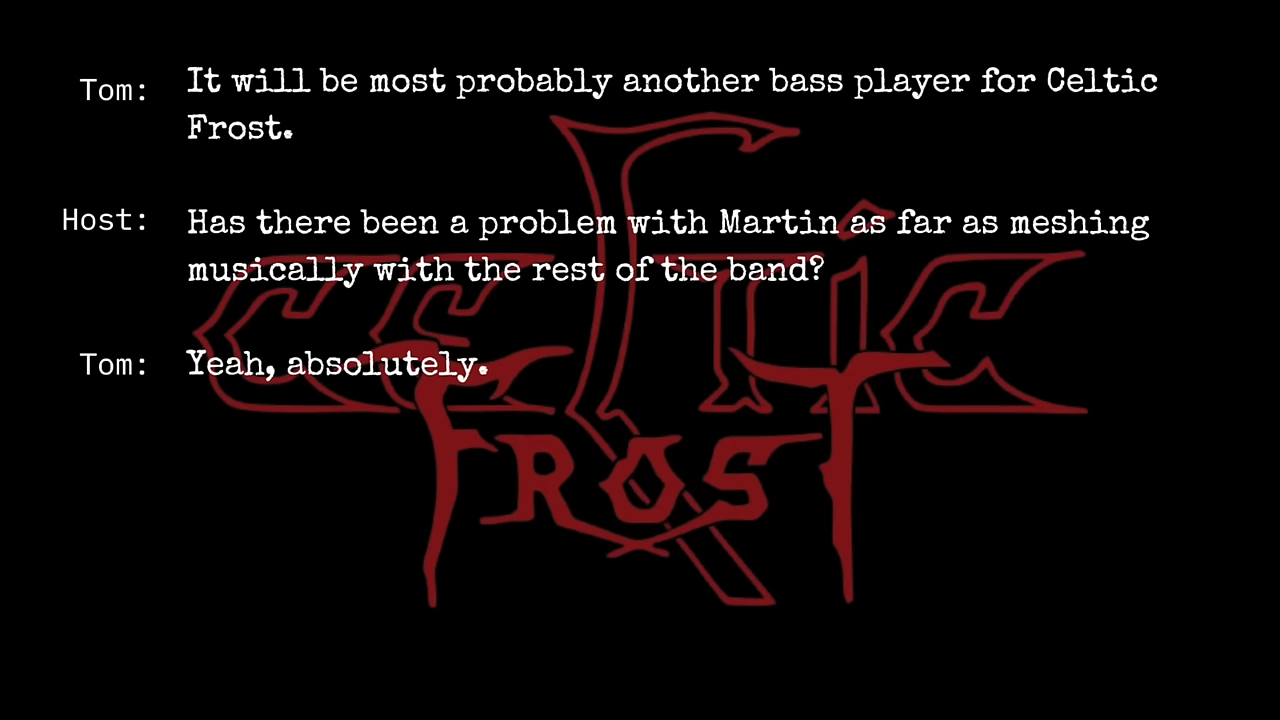 Tom: It will be most probably another bass player for Celtic
Frost.
Host: Has there been a problem with Martin as far as meshing
musically with the rest of the band?
Tom: Yeah, absolutely.
CELTIC
FROST